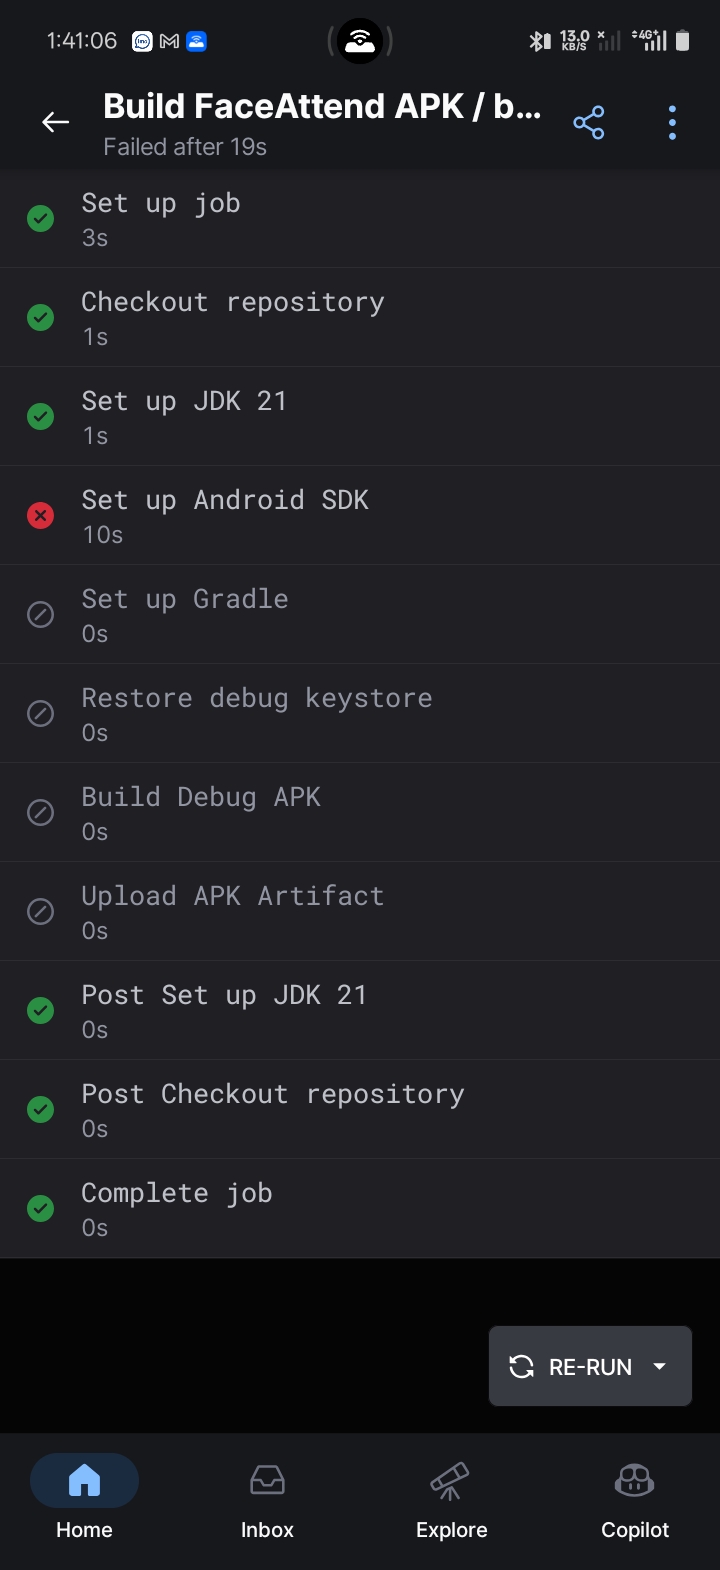 1:41:06
imo
13.0
KB/S
4G+
Build FaceAttend APK / b...
Failed after 19s
Set up job
3s
Checkout repository
1s
Set up JDK 21
1s
Set up Android SDK
10s
Set up Gradle
0s
Restore debug keystore
0s
Build Debug APK
0s
Upload APK Artifact
0s
Post Set up JDK 21
0s
Post Checkout repository
0s
Complete job
0s
RE-RUN
Home
Inbox
Explore
Copilot